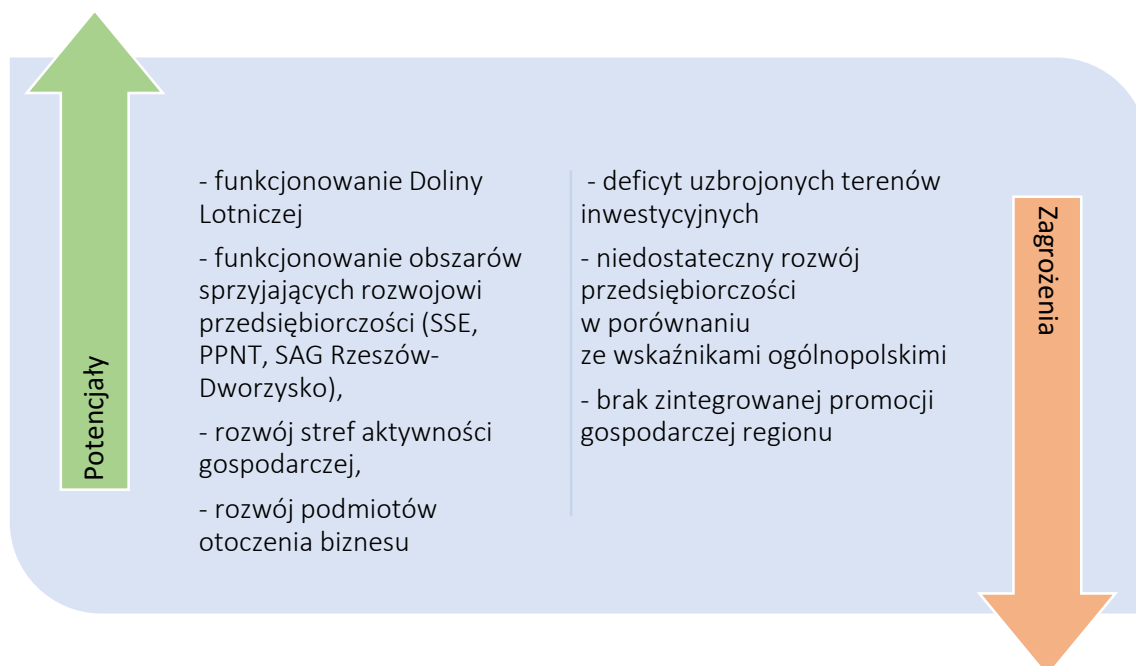 Potencjały
- funkcjonowanie Doliny
Lotniczej
- funkcjonowanie obszarów
sprzyjających rozwojowi
przedsiębiorczości (SSE,
PPNT, SAG Rzeszów-
Dworzysko),
- rozwój stref aktywności
gospodarczej,
- rozwój podmiotów
otoczenia biznesu
- deficyt uzbrojonych terenów
inwestycyjnych
- niedostateczny rozwój
przedsiębiorczości
w porównaniu
ze wskaźnikami ogólnopolskimi
- brak zintegrowanej promocji
gospodarczej regionu
Zagrożenia